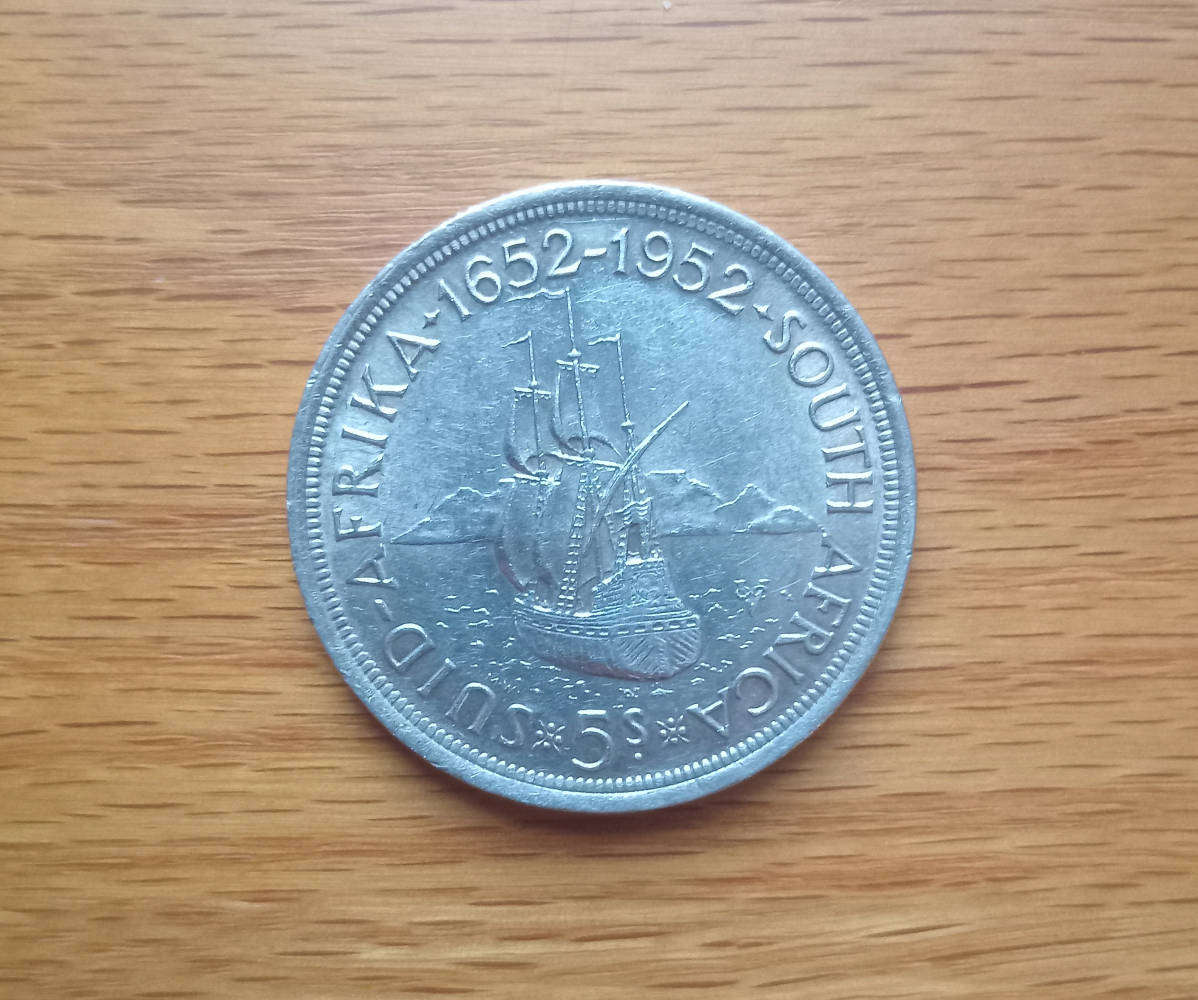 SUID-AFRIKA · 1652-1952 · SOUTH AFRICA
5s.